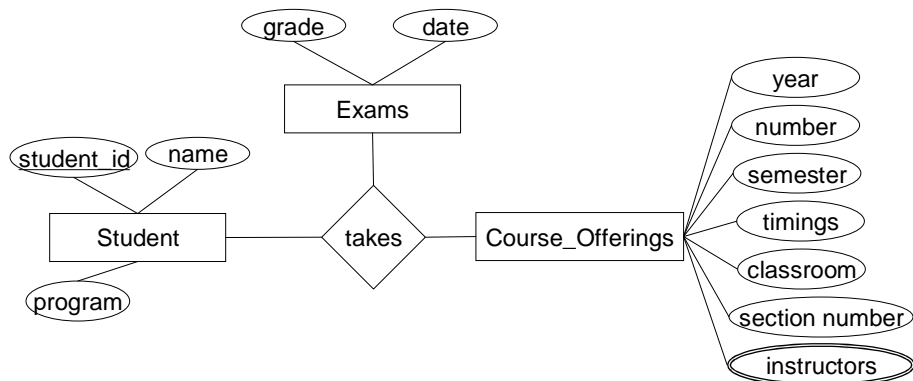 grade
date
year
Exams
number
student_id
name
semester
timings
Student
takes
Course_Offerings
classroom
program
section number
instructors